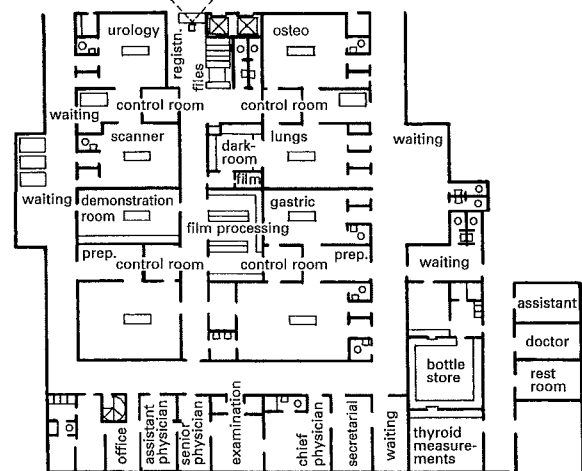 urology
registn.
files
osteo
control room
control room
waiting
scanner
dark-
room
film
lungs
waiting
waiting
demonstration
room
gastric
film processing
prep.
control room
control room
prep.
waiting
assistant
doctor
rest
room
bottle
store
office
assistant
physician
senior
physician
examination
chief
physician
secretarial
waiting
thyroid
measure-
ments